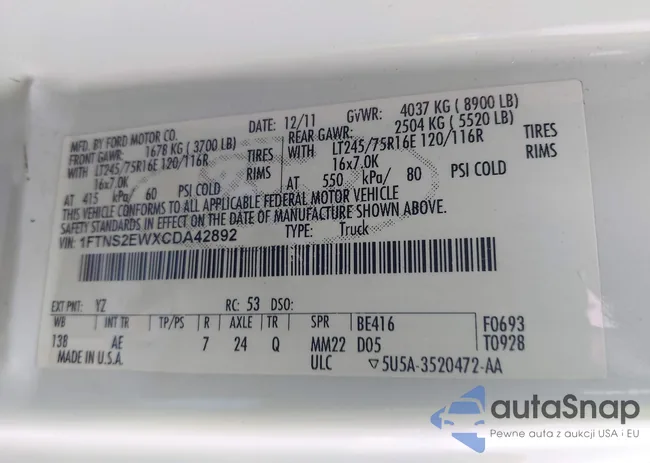 MFD. BY FORD MOTOR CO. DATE: 12/11 GVWR: 4037 KG ( 8900 LB)
FRONT GAWR: 1678 KG ( 3700 LB) REAR GAWR: 2504 KG ( 5520 LB)
WITH LT245/75R16E 120/116R TIRES WITH LT245/75R16E 120/116R TIRES
16x7.0K RIMS 16x7.0K RIMS
AT 415 kPa/ 60 PSI COLD AT 550 kPa/ 80 PSI COLD
THIS VEHICLE CONFORMS TO ALL APPLICABLE FEDERAL MOTOR VEHICLE
SAFETY STANDARDS IN EFFECT ON THE DATE OF MANUFACTURE SHOWN ABOVE.
VIN: 1FTNS2EWXCDA42892 TYPE: Truck
EXT PNT: YZ RC: 53 DSO:
WB INT TR TP/PS R AXLE TR SPR BE416 F0693
138 AE 7 24 Q MM22 D05 T0928
MADE IN U.S.A. ULC ▽5U5A-3520472-AA
autaSnap
Pewne auta z aukcji USA i EU